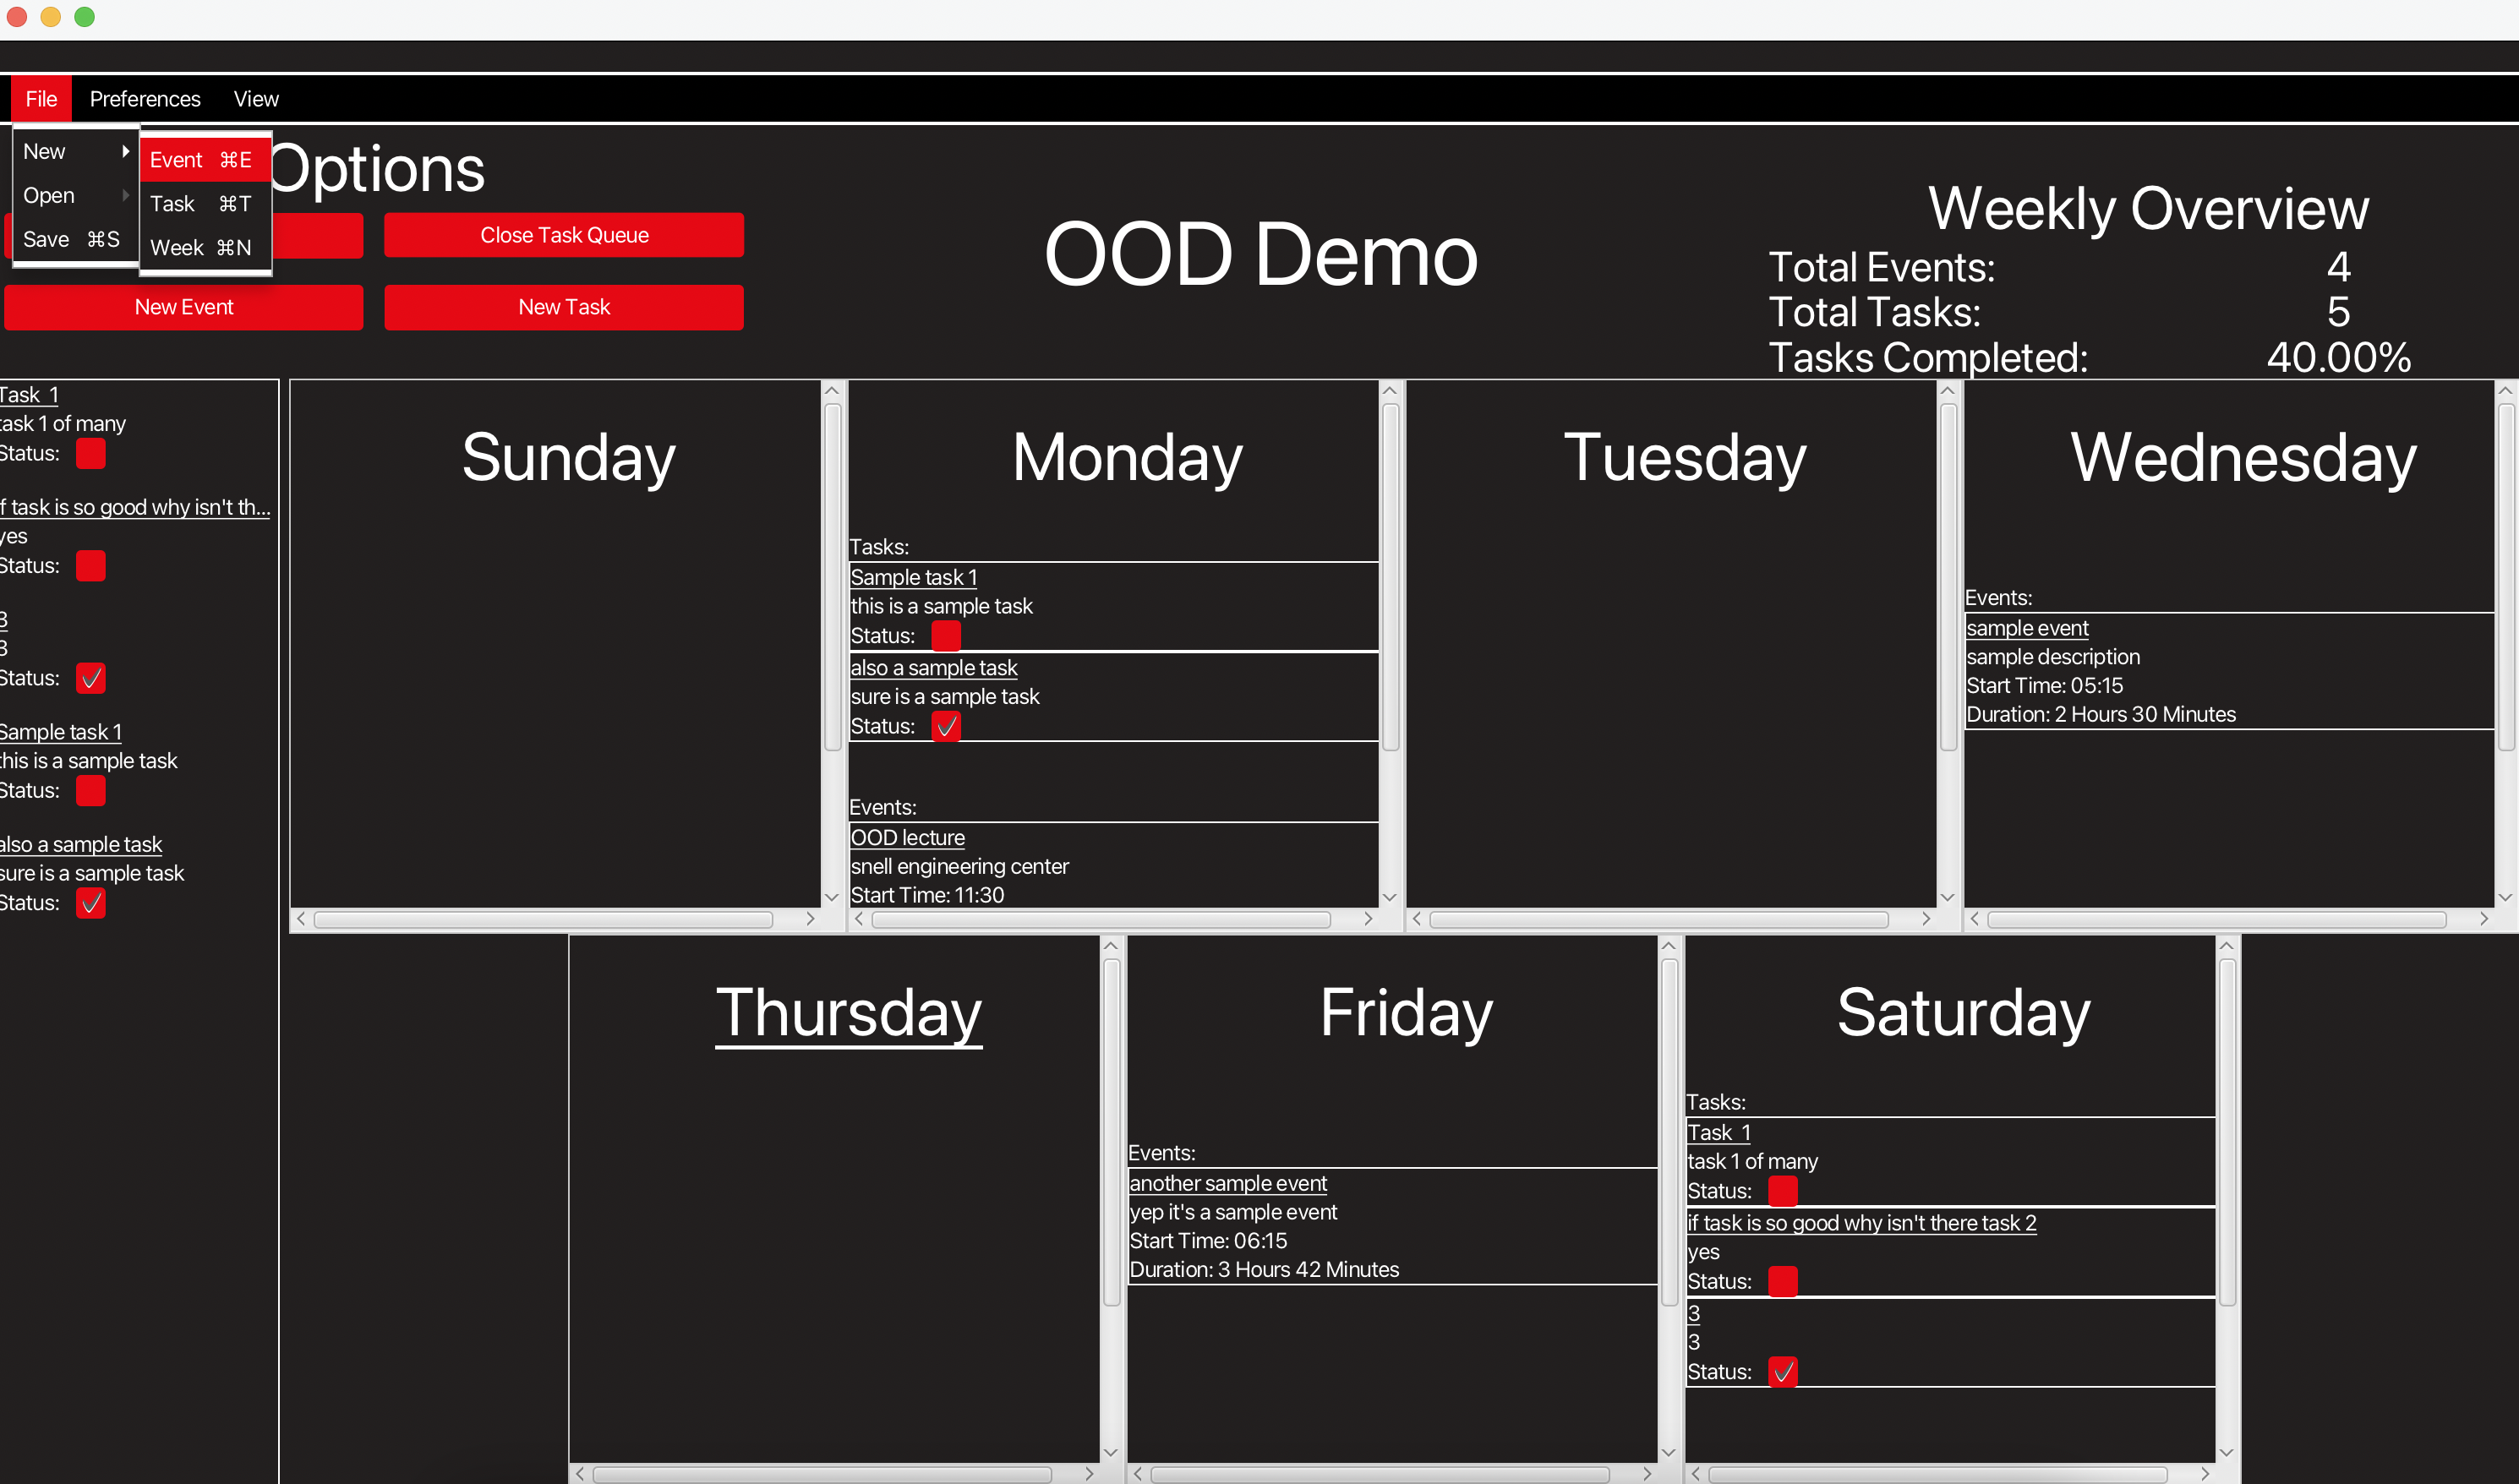 File Preferences View
New
Open
Save ⌘S
Event ⌘E
Task ⌘T
Week ⌘N
Options
Close Task Queue
New Event
New Task
OOD Demo
Weekly Overview
Total Events: 4
Total Tasks: 5
Tasks Completed: 40.00%
Task 1
task 1 of many
Status:
if task is so good why isn't th...
yes
Status:
3
3
Status:
Sample task 1
this is a sample task
Status:
also a sample task
sure is a sample task
Status:
Sunday
Monday
Tasks:
Sample task 1
this is a sample task
Status:
also a sample task
sure is a sample task
Status:
Events:
OOD lecture
snell engineering center
Start Time: 11:30
Tuesday
Wednesday
Events:
sample event
sample description
Start Time: 05:15
Duration: 2 Hours 30 Minutes
Thursday
Friday
Events:
another sample event
yep it's a sample event
Start Time: 06:15
Duration: 3 Hours 42 Minutes
Saturday
Tasks:
Task 1
task 1 of many
Status:
if task is so good why isn't there task 2
yes
Status:
3
3
Status: